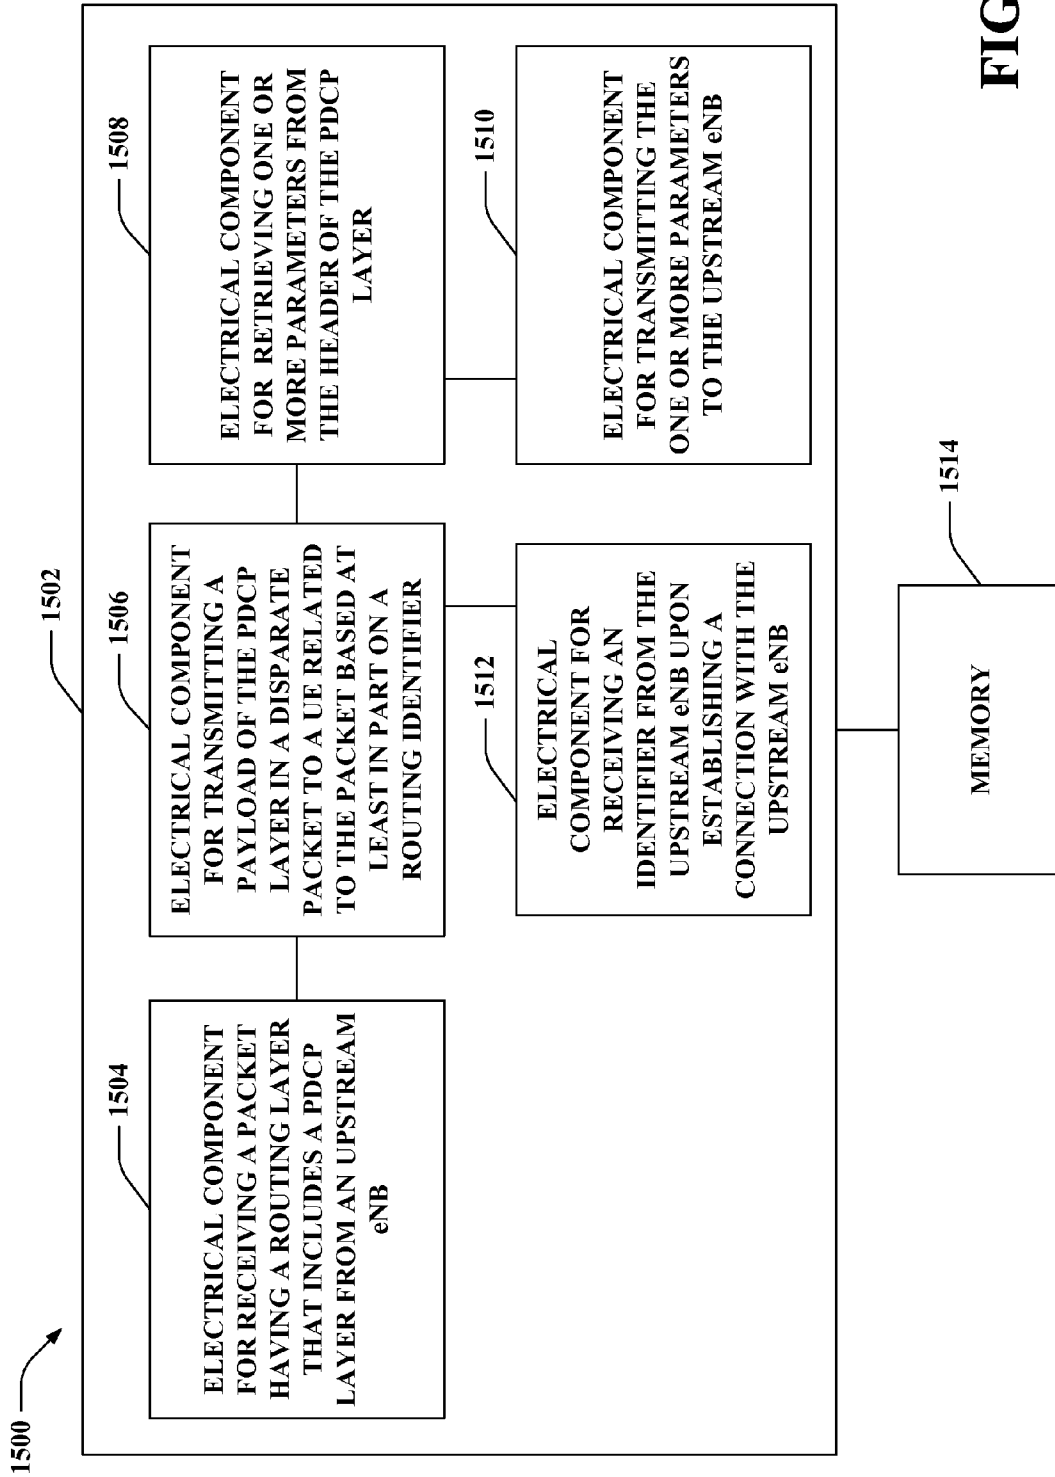 1500
1502
1504
ELECTRICAL COMPONENT
FOR RECEIVING A PACKET
HAVING A ROUTING LAYER
THAT INCLUDES A PDCP
LAYER FROM AN UPSTREAM
eNB
1506
ELECTRICAL COMPONENT
FOR TRANSMITTING A
PAYLOAD OF THE PDCP
LAYER IN A DISPARATE
PACKET TO A UE RELATED
TO THE PACKET BASED AT
LEAST IN PART ON A
ROUTING IDENTIFIER
1508
ELECTRICAL COMPONENT
FOR RETRIEVING ONE OR
MORE PARAMETERS FROM
THE HEADER OF THE PDCP
LAYER
1512
ELECTRICAL
COMPONENT FOR
RECEIVING AN
IDENTIFIER FROM THE
UPSTREAM eNB UPON
ESTABLISHING A
CONNECTION WITH THE
UPSTREAM eNB
1510
ELECTRICAL COMPONENT
FOR TRANSMITTING THE
ONE OR MORE PARAMETERS
TO THE UPSTREAM eNB
1514
MEMORY
FIG